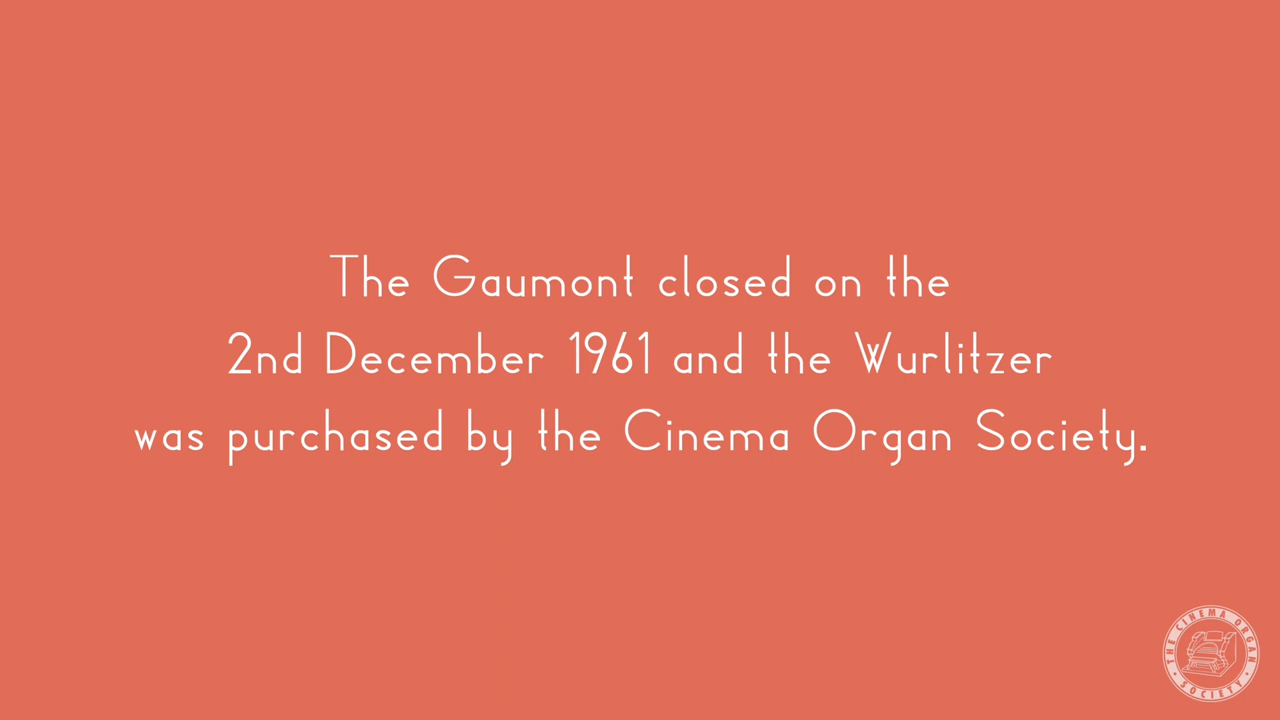 The Gaumont closed on the
2nd December 1961 and the Wurlitzer
was purchased by the Cinema Organ Society.
THE CINEMA ORGAN
SOCIETY